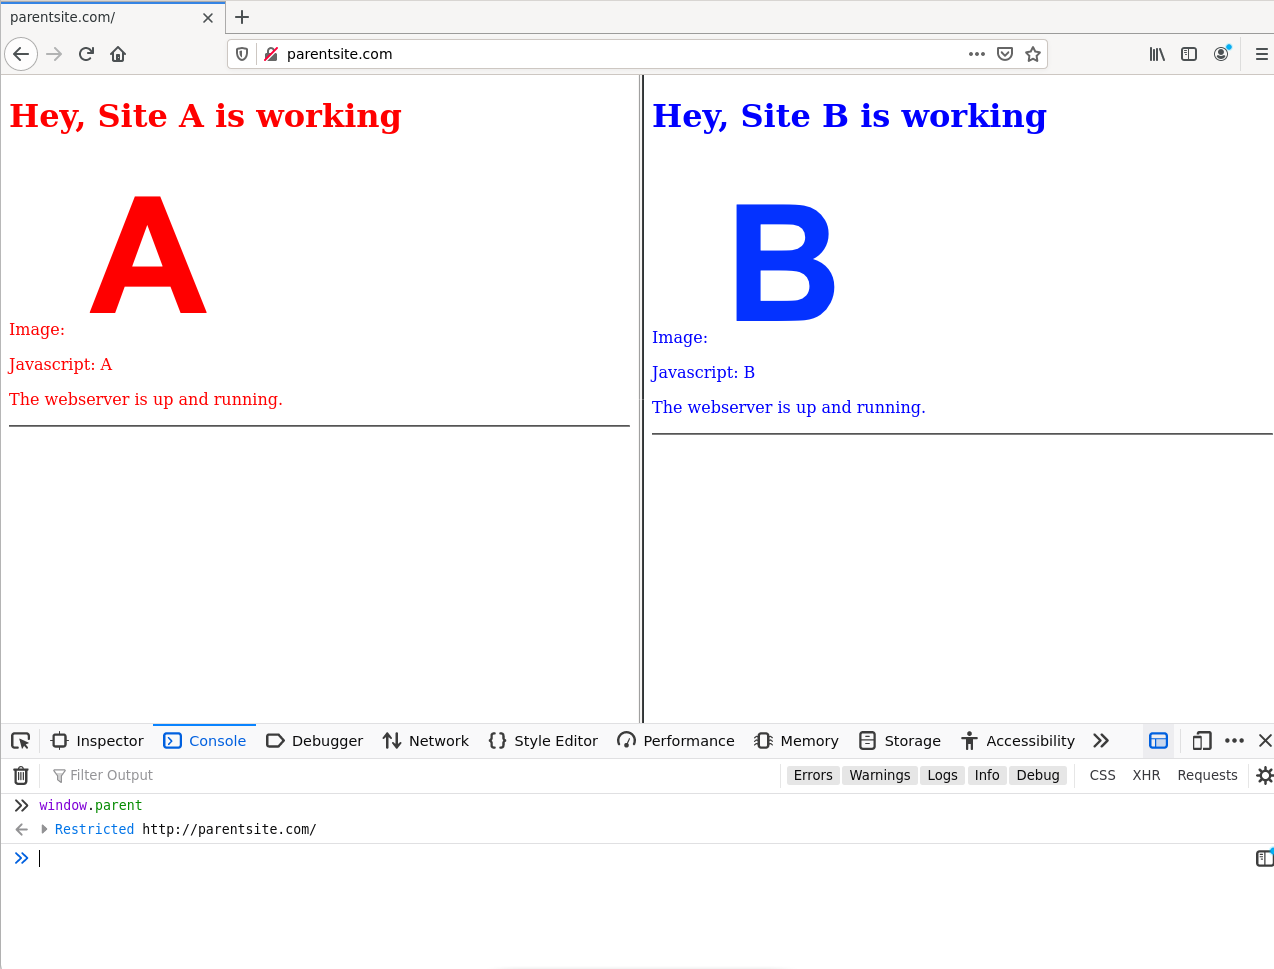 parentsite.com/
parentsite.com
Hey, Site A is working
A
Image:
Javascript: A
The webserver is up and running.
Hey, Site B is working
B
Image:
Javascript: B
The webserver is up and running.
Inspector Console Debugger Network Style Editor Performance Memory Storage Accessibility
Filter Output Errors Warnings Logs Info Debug CSS XHR Requests
window.parent
Restricted http://parentsite.com/